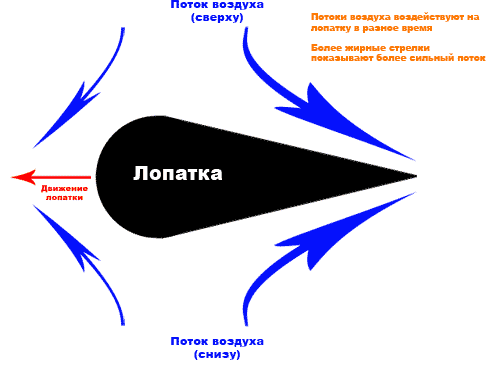 Поток воздуха
(сверху)
Потоки воздуха воздействуют на
лопатку в разное время
Более жирные стрелки
показывают более сильный поток
Лопатка
Движение
лопатки
Поток воздуха
(снизу)